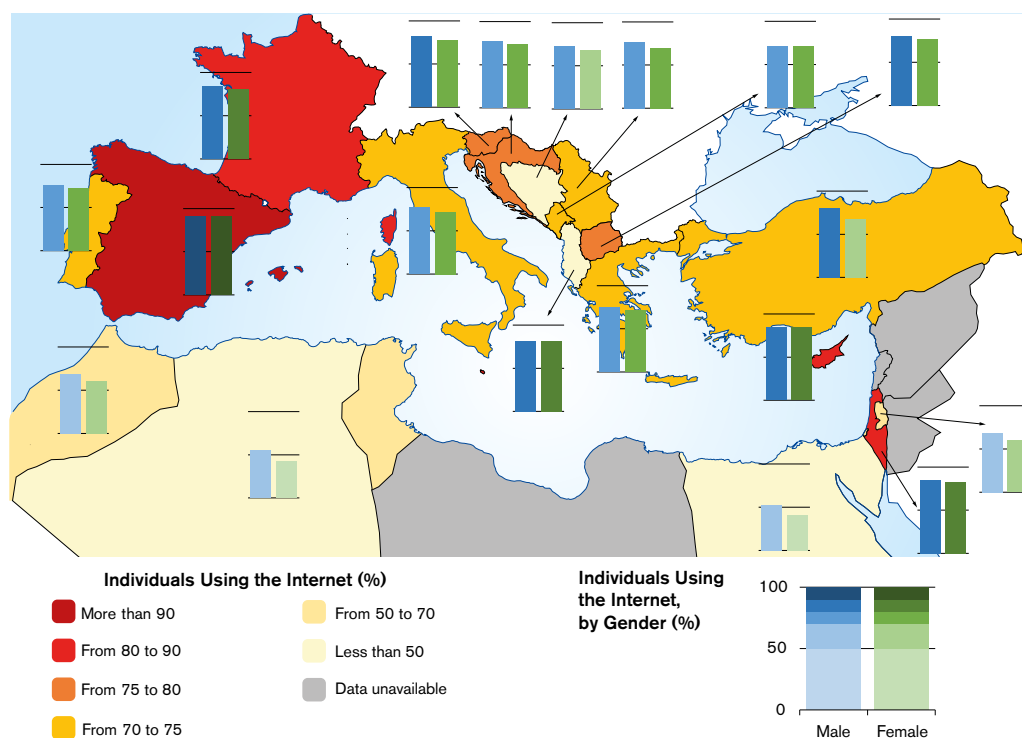 Individuals Using the Internet (%)
More than 90
From 80 to 90
From 75 to 80
From 70 to 75
From 50 to 70
Less than 50
Data unavailable
Individuals Using
the Internet,
by Gender (%)
100
50
0
Male
Female